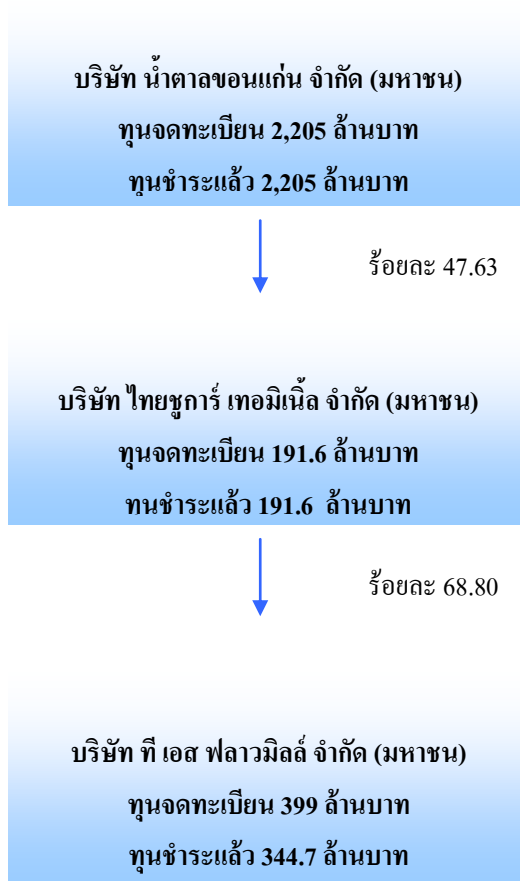 บริษัท น้ำตาลขอนแก่น จำกัด (มหาชน)
ทุนจดทะเบียน 2,205 ล้านบาท
ทุนชำระแล้ว 2,205 ล้านบาท
ร้อยละ 47.63
บริษัท ไทยชูการ์ เทอมิเนิ้ล จำกัด (มหาชน)
ทุนจดทะเบียน 191.6 ล้านบาท
ทุนชำระแล้ว 191.6 ล้านบาท
ร้อยละ 68.80
บริษัท ที เอส ฟลาวมิลล์ จำกัด (มหาชน)
ทุนจดทะเบียน 399 ล้านบาท
ทุนชำระแล้ว 344.7 ล้านบาท